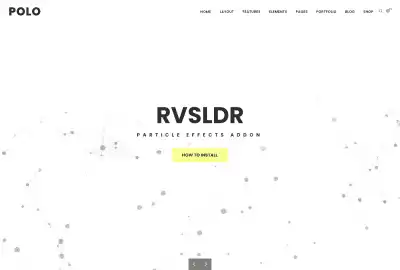 POLO
HOME LAYOUT FEATURES ELEMENTS PAGES PORTFOLIO BLOG SHOP
RVSLDR
PARTICLE EFFECTS ADDON
HOW TO INSTALL